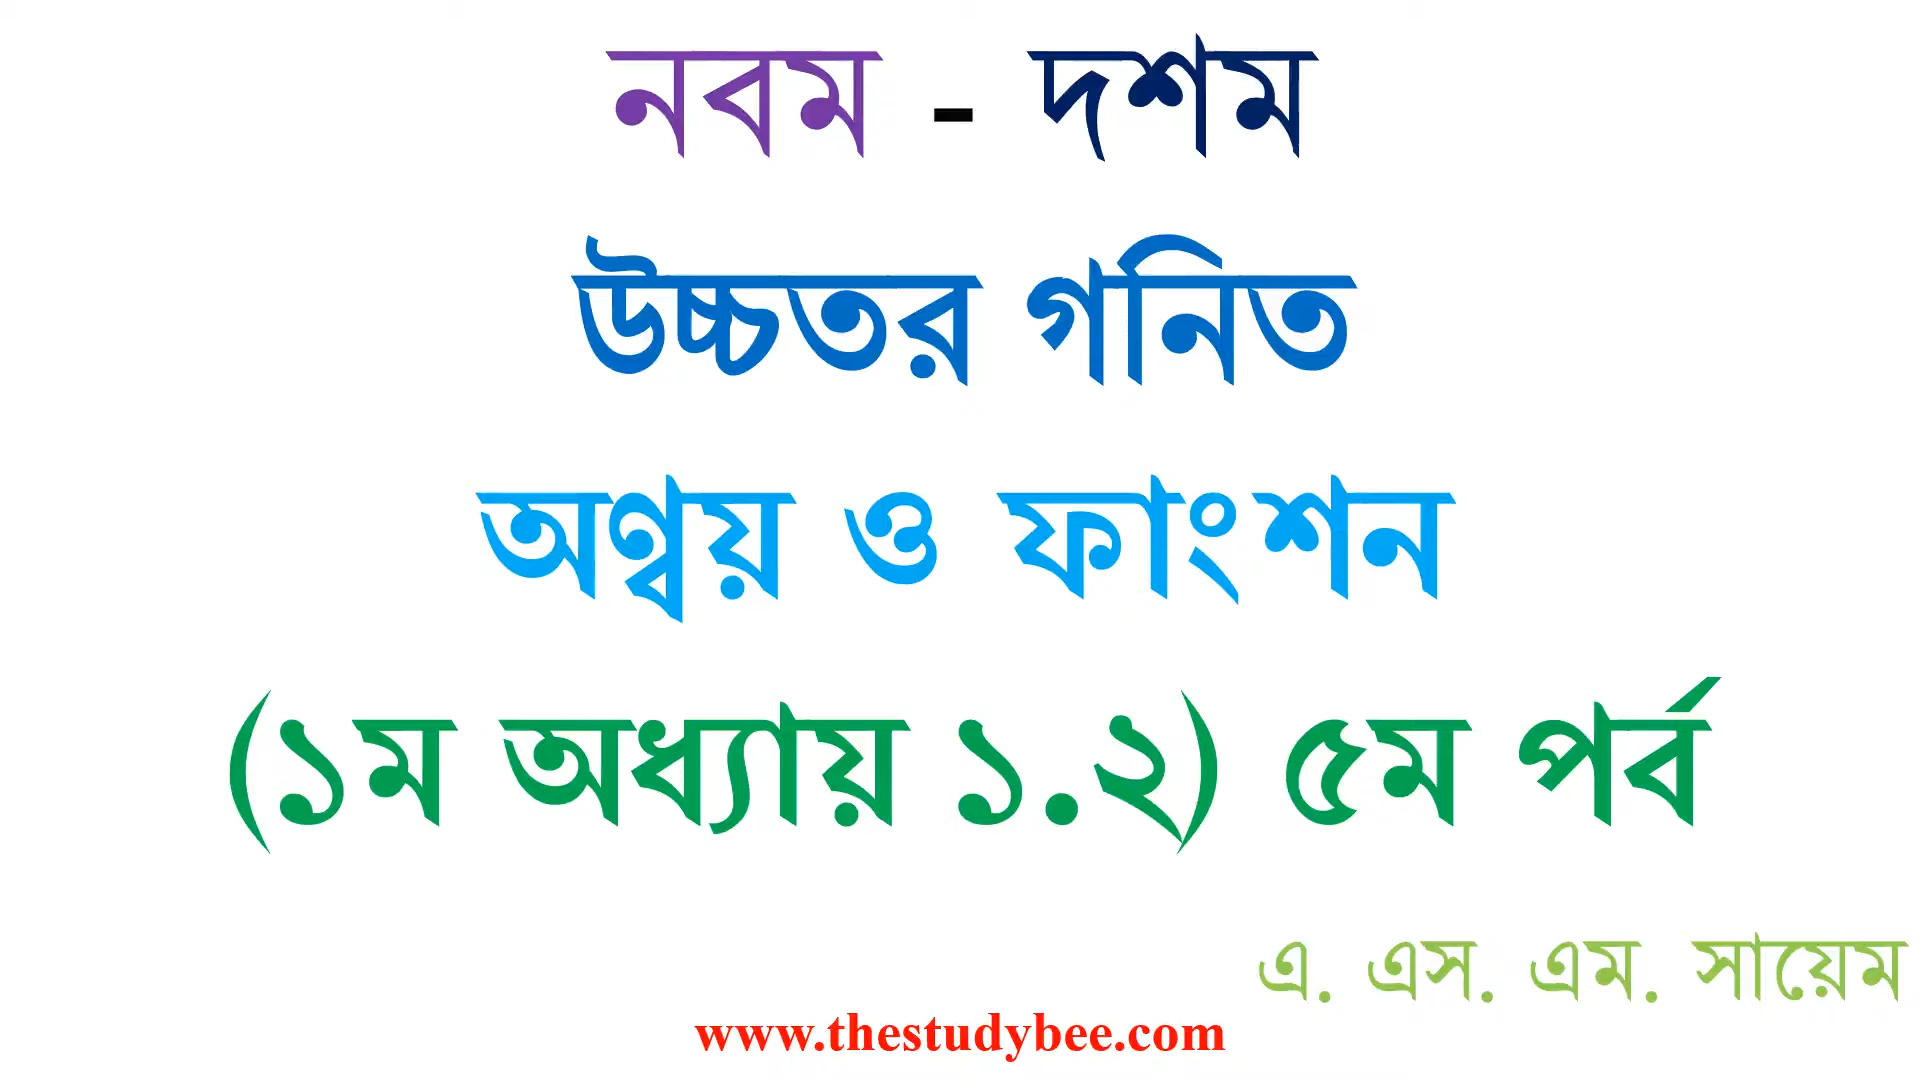 নবম - দশম
উচ্চতর গনিত
অণ্বয় ও ফাংশন
(১ম অধ্যায় ১.২) ৫ম পর্ব
এ. এস. এম. সায়েম
www.thestudybee.com